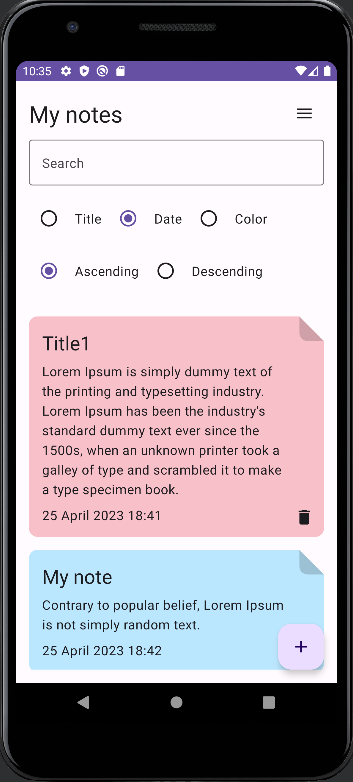 10:35
My notes
Search
Title Date Color
Ascending Descending
Title1
Lorem Ipsum is simply dummy text of
the printing and typesetting industry.
Lorem Ipsum has been the industry's
standard dummy text ever since the
1500s, when an unknown printer took a
galley of type and scrambled it to make
a type specimen book.
25 April 2023 18:41
My note
Contrary to popular belief, Lorem Ipsum
is not simply random text.
25 April 2023 18:42